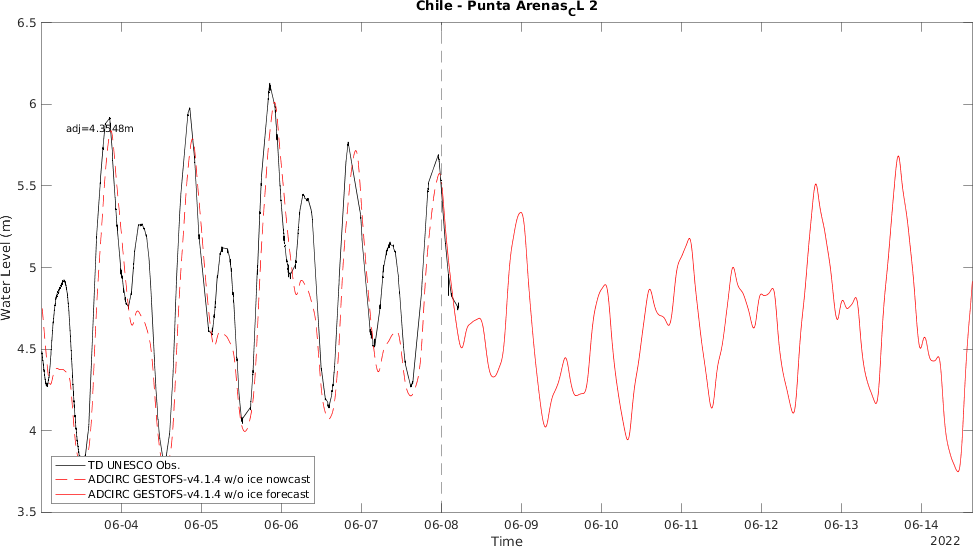 Chile - Punta Arenas_CL 2
6.5
6
adj=4.3548m
5.5
5
Water Level (m)
4.5
4
TD UNESCO Obs.
ADCIRC GESTOFS-v4.1.4 w/o ice nowcast
ADCIRC GESTOFS-v4.1.4 w/o ice forecast
3.5
06-04 06-05 06-06 06-07 06-08 06-09 06-10 06-11 06-12 06-13 06-14
Time
2022